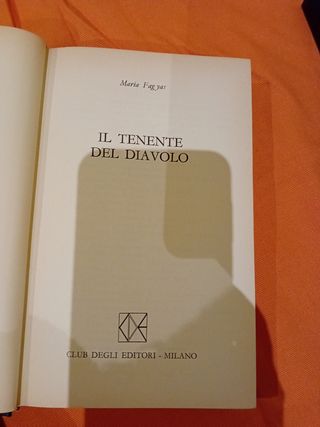 Maria Fagyas
IL TENENTE
DEL DIAVOLO
CLUB DEGLI EDITORI - MILANO